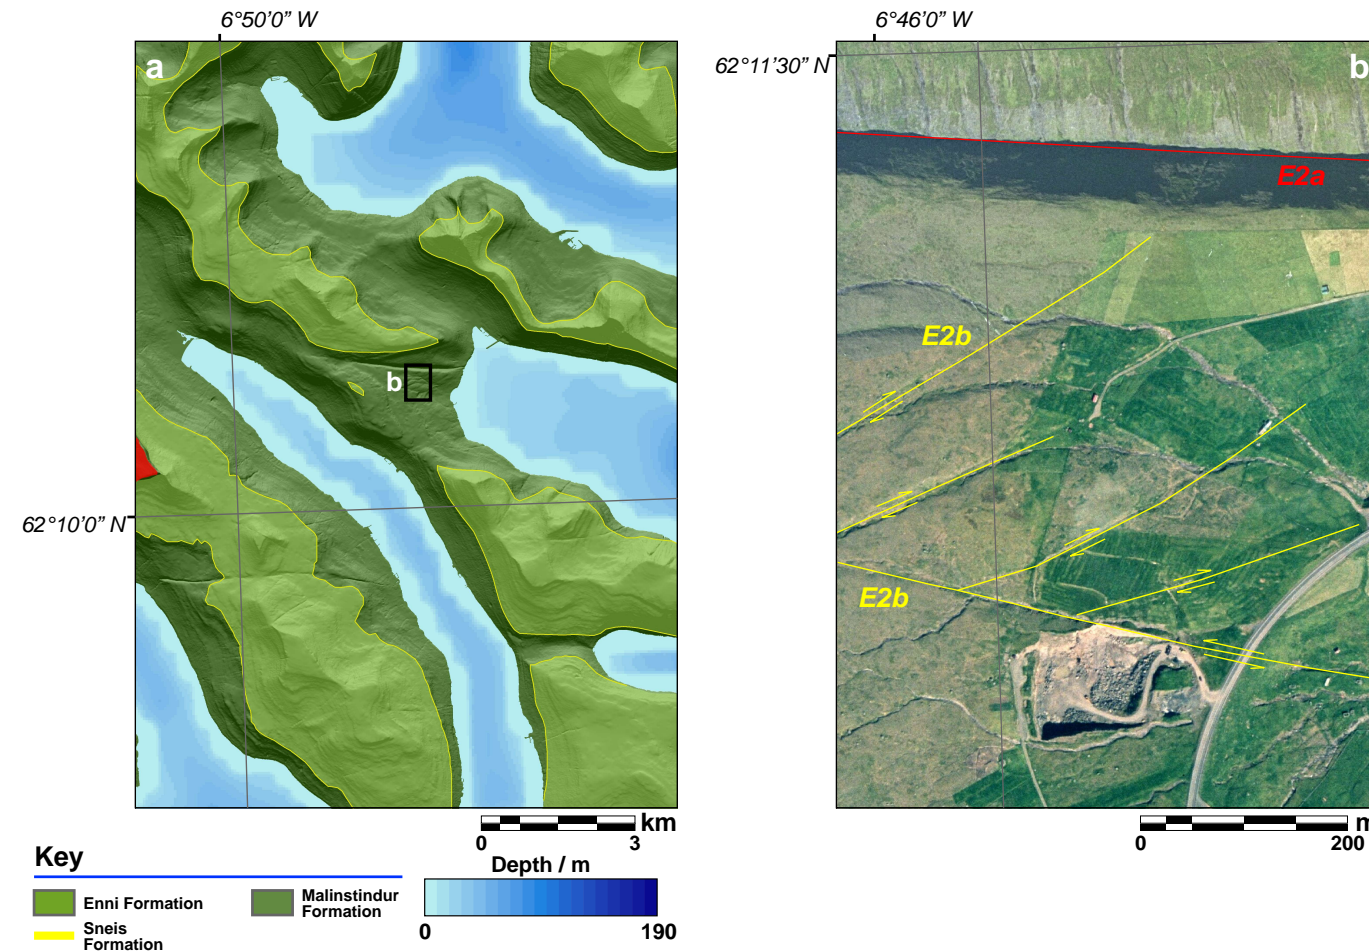 6°50’0” W
6°46’0” W
a
b
62°11’30” N
E2a
E2b
b
62°10’0” N
E2b
km
0
3
m
0
200
Key
Depth / m
Enni Formation
Malinstindur
Formation
Sneis
Formation
0
190